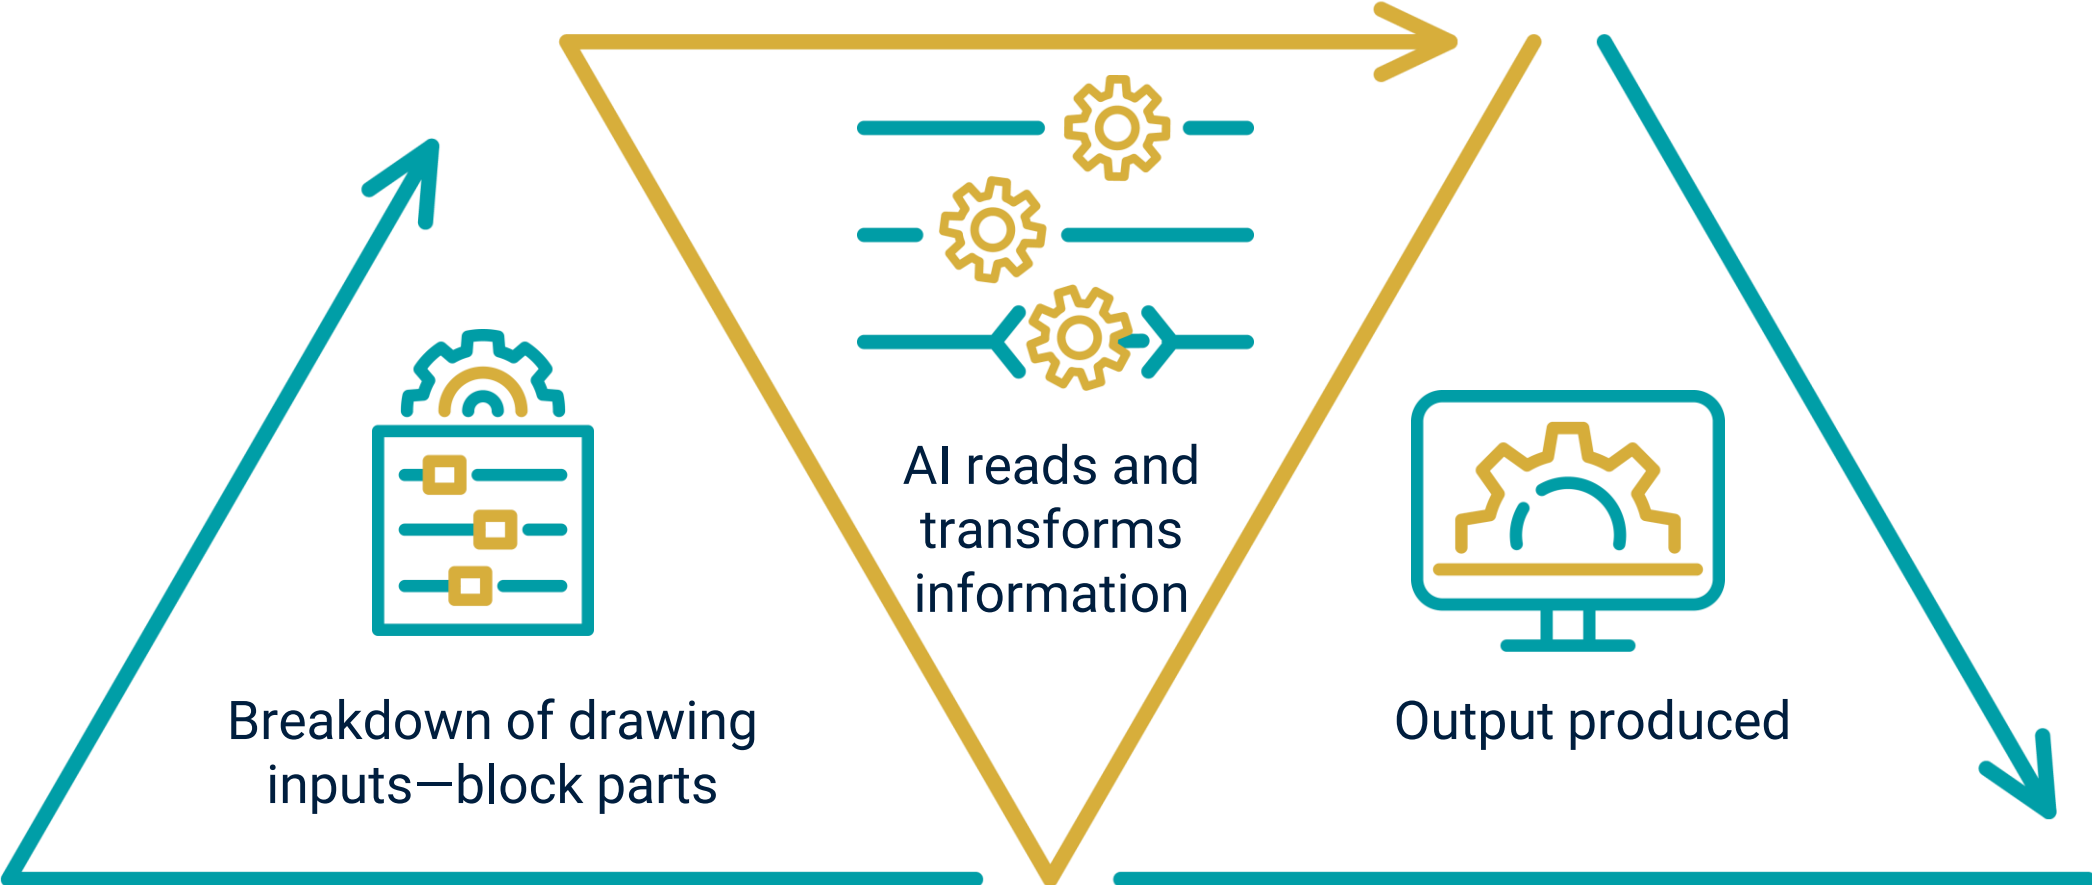 Breakdown of drawing
inputs—block parts
AI reads and
transforms
information
Output produced